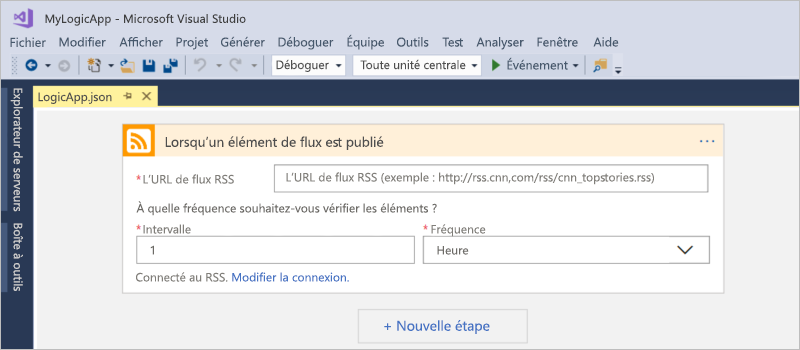 MyLogicApp - Microsoft Visual Studio
Fichier Modifier Afficher Projet Générer Déboguer Équipe Outils Test Analyser Fenêtre Aide
Déboguer Toute unité centrale Événement
Explorateur de serveurs
Boîte à outils
LogicApp.json
Lorsqu'un élément de flux est publié
*L'URL de flux RSS L'URL de flux RSS (exemple : http://rss.cnn,com/rss/cnn_topstories.rss)
À quelle fréquence souhaitez-vous vérifier les éléments ?
*Intervalle *Fréquence
1 Heure
Connecté au RSS. Modifier la connexion.
+ Nouvelle étape